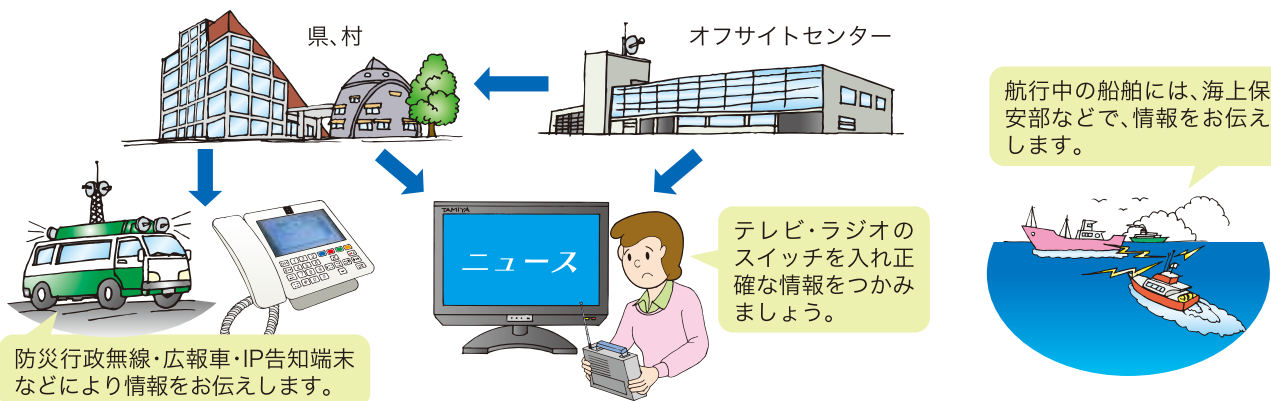 県、村
オフサイトセンター
航行中の船舶には、海上保
安部などで、情報をお伝え
します。
TAMIYA
ニュース
テレビ・ラジオの
スイッチを入れ正
確な情報をつかみ
ましょう。
防災行政無線・広報車・IP告知端末
などにより情報をお伝えします。